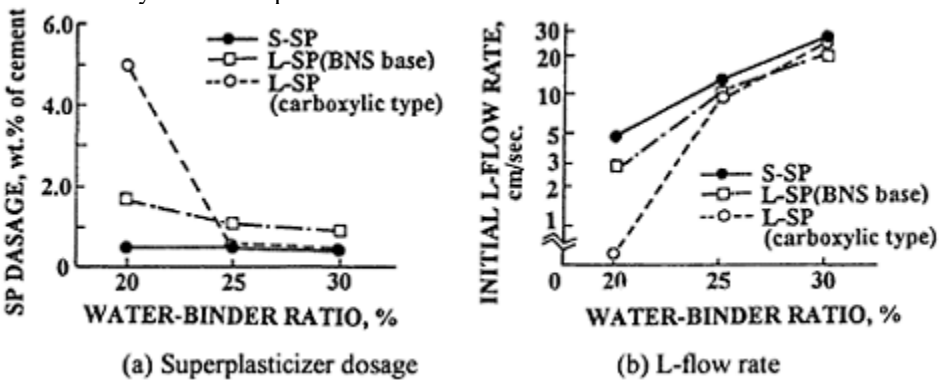 SP DASAGE, wt.% of cement
6.0
4.0
2.0
0
S-SP
L-SP(BNS base)
L-SP
(carboxylic type)
20
25
30
WATER-BINDER RATIO, %
(a) Superplasticizer dosage
INITIAL L-FLOW RATE,
cm/sec.
30
20
10
5
3
2
1
0
S-SP
L-SP(BNS base)
L-SP
(carboxylic type)
20
25
30
WATER-BINDER RATIO, %
(b) L-flow rate